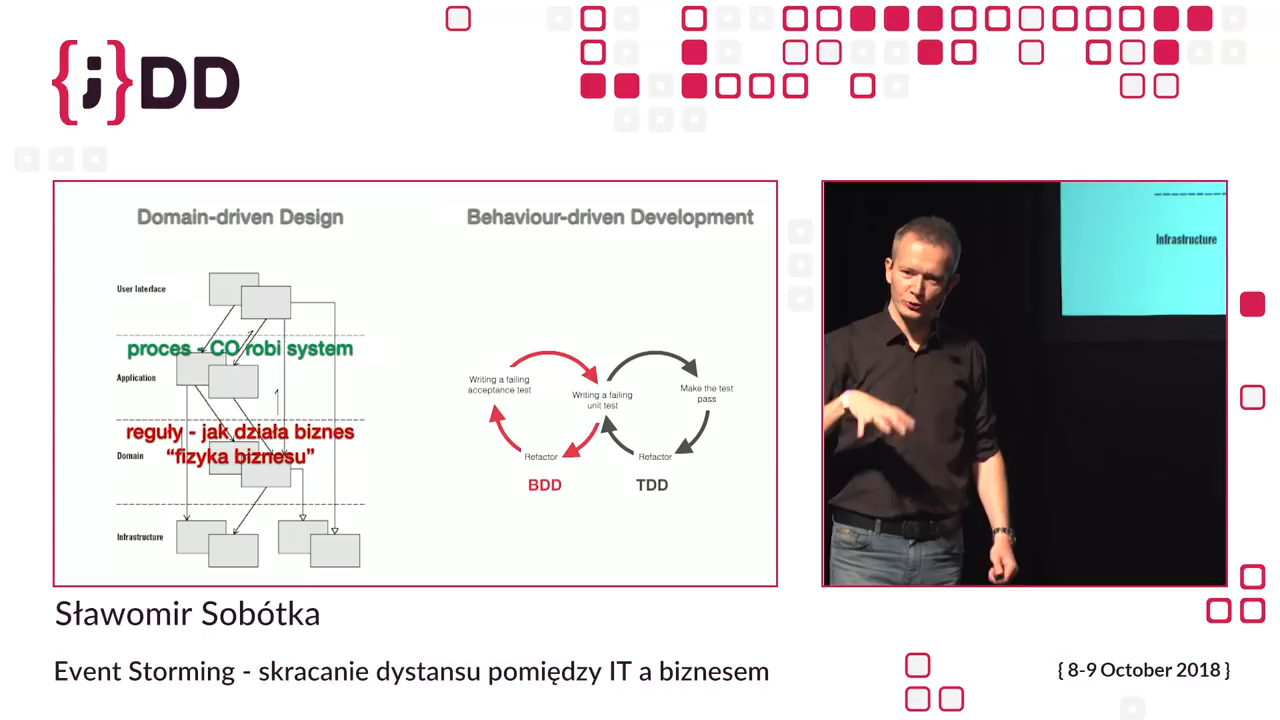 {j}DD
Domain-driven Design
User Interface
proces - CO robi system
Application
reguły - jak działa biznes
Domain
"fizyka biznesu"
Infrastructure
Behaviour-driven Development
Writing a failing
acceptance test
Writing a failing
unit test
Make the test
pass
Refactor
Refactor
BDD
TDD
Infrastructure
Sławomir Sobótka
Event Storming - skracanie dystansu pomiędzy IT a biznesem
{ 8-9 October 2018 }